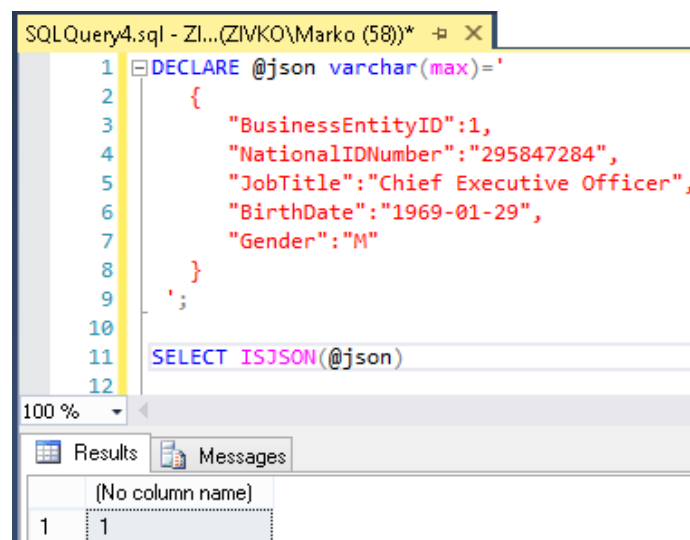 SQLQuery4.sql - ZI...(ZIVKO\Marko (58))*
1 DECLARE @json varchar(max)='
2 {
3 "BusinessEntityID":1,
4 "NationalIDNumber":"295847284",
5 "JobTitle":"Chief Executive Officer",
6 "BirthDate":"1969-01-29",
7 "Gender":"M"
8 }
9 ';
10
11 SELECT ISJSON(@json)
12
100 %
Results Messages
(No column name)
1 1